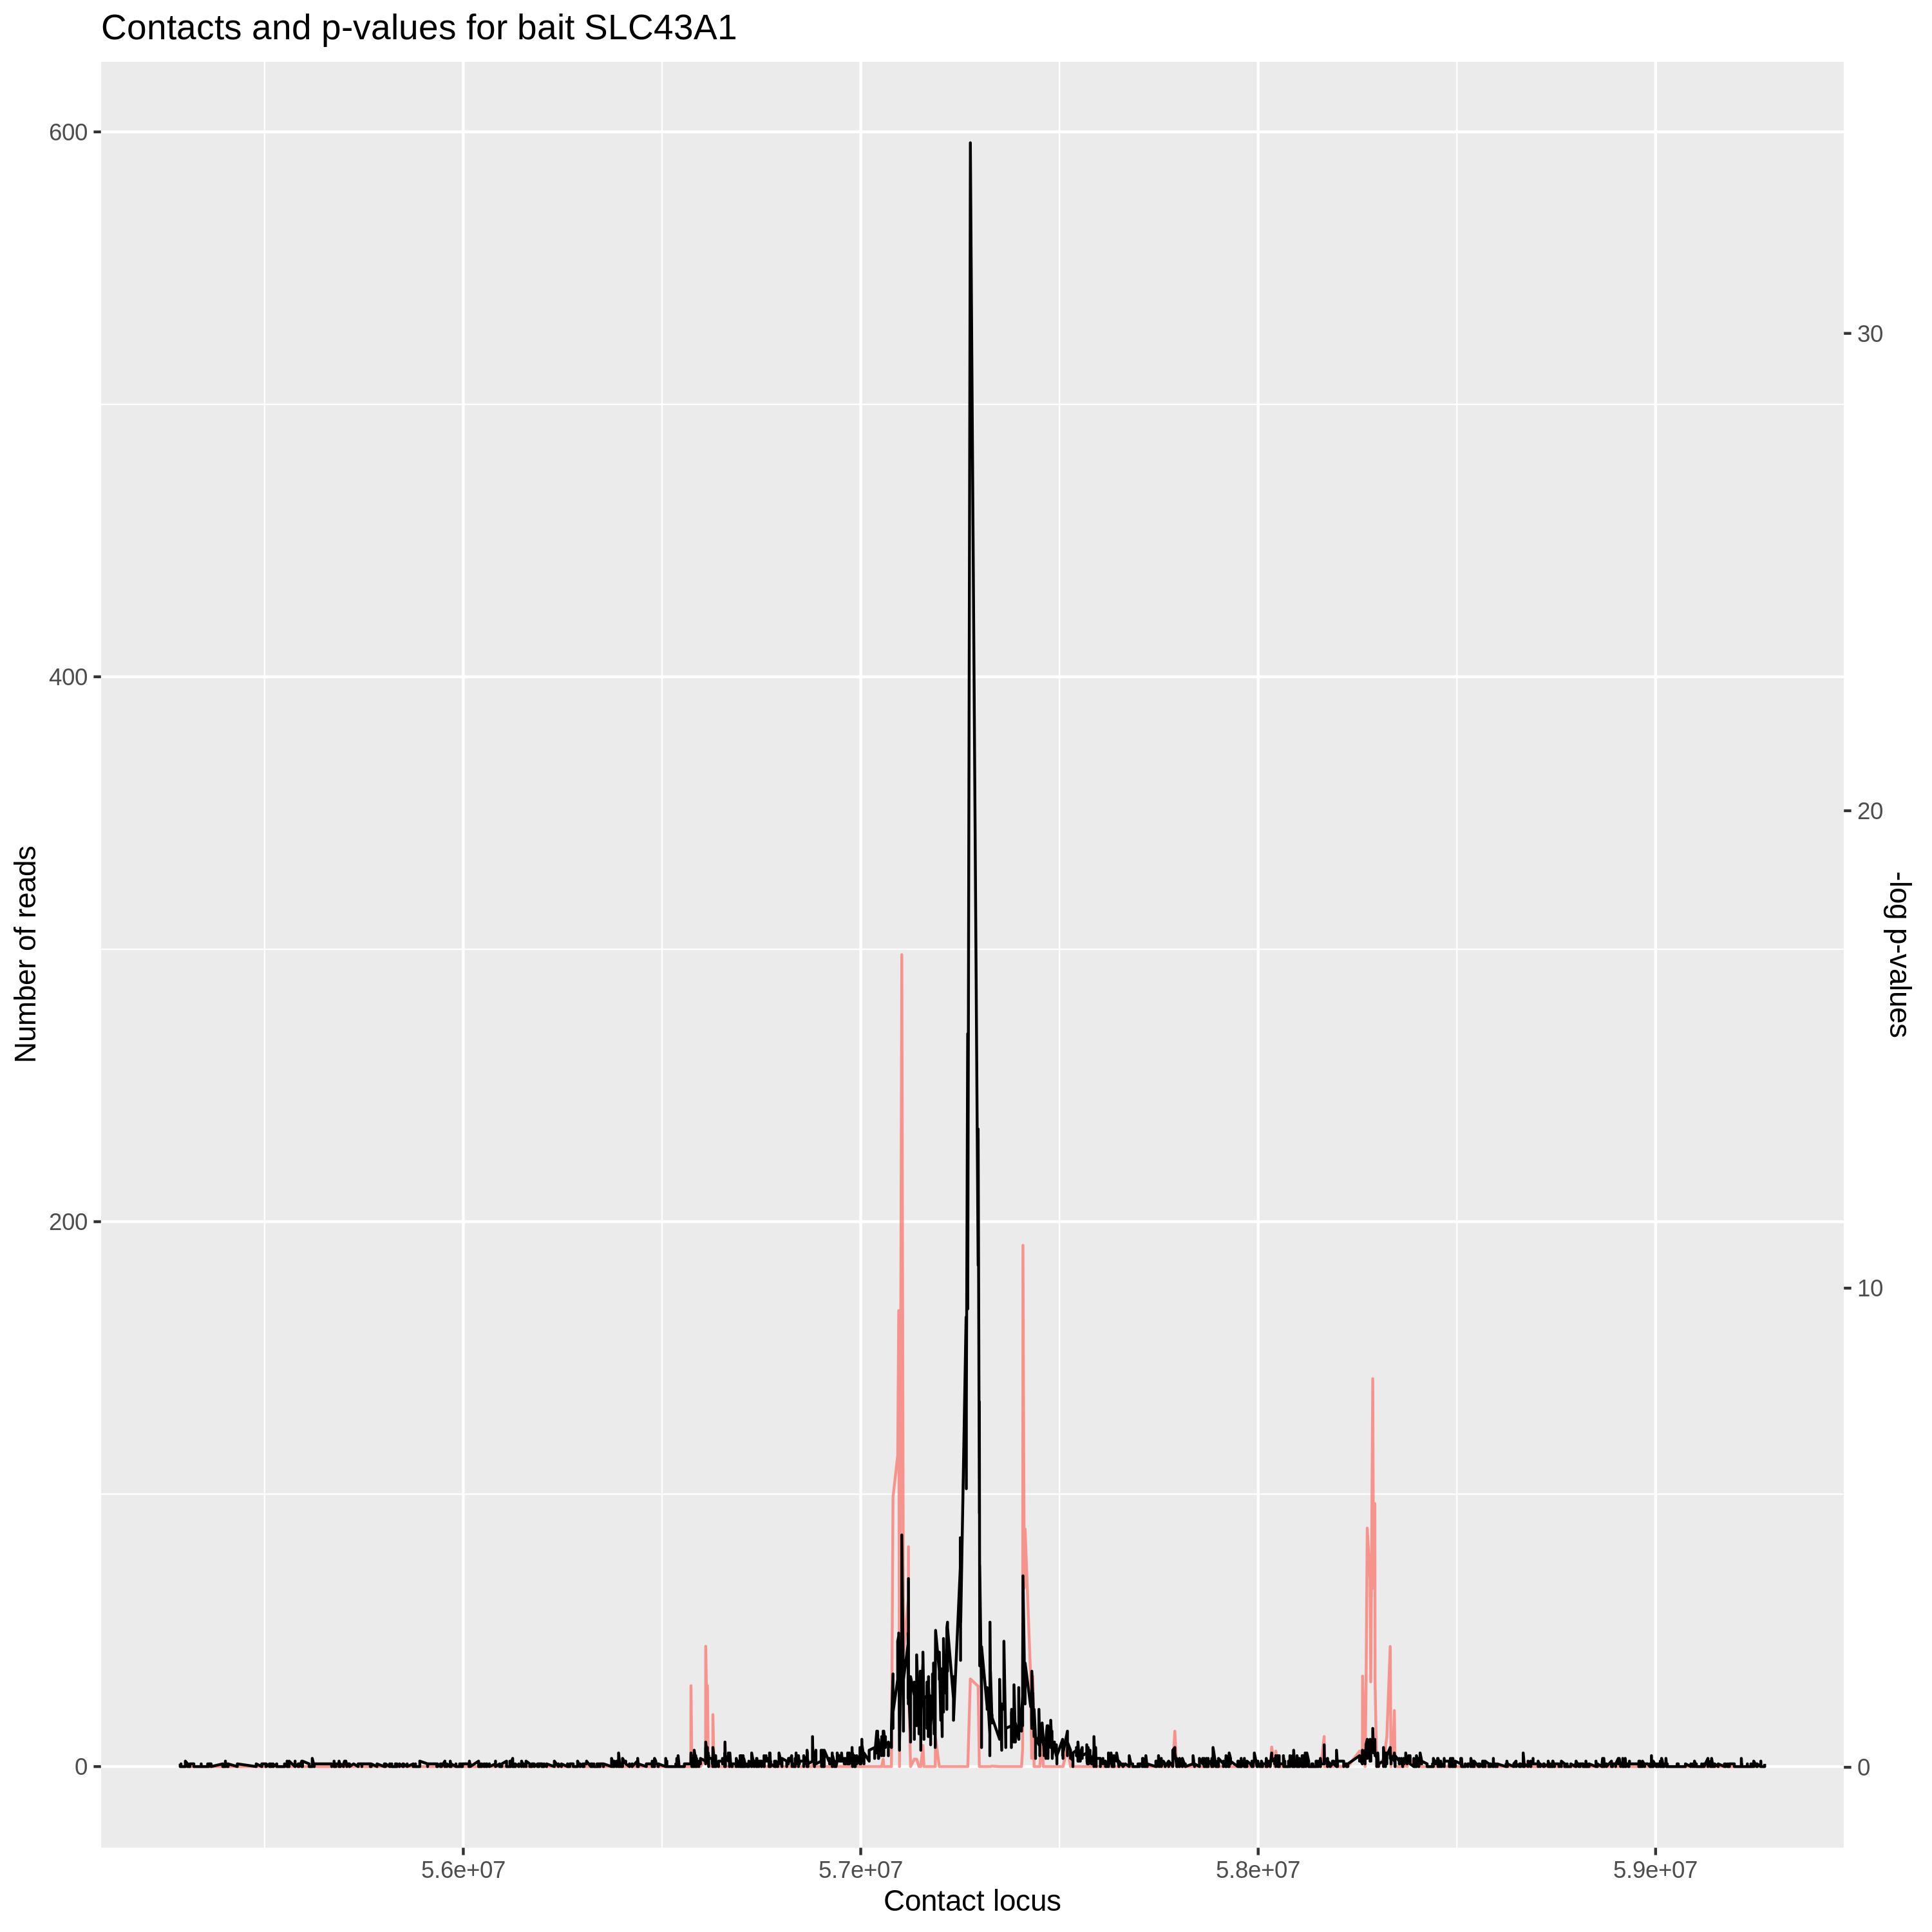 Contacts and p-values for bait SLC43A1
600
400
200
0
Number of reads
30
20
10
0
-log p-values
5.6e+07
5.7e+07
5.8e+07
5.9e+07
Contact locus